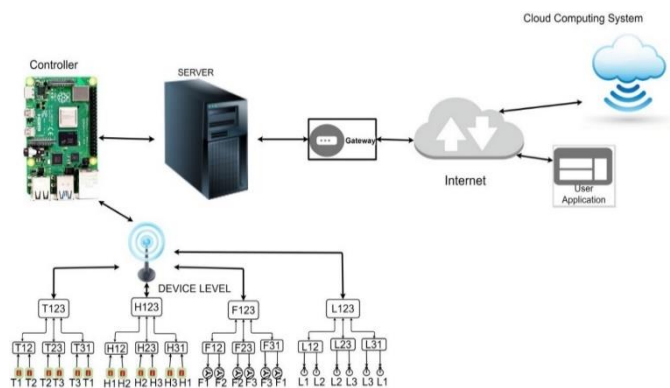 Cloud Computing System
Controller
SERVER
Gateway
Internet
User
Application
DEVICE LEVEL
T123 H123 F123 L123
T12 T23 T31 H12 H23 H31 F12 F23 F31 L12 L23 L31
T1 T2 T2 T3 T3 T1 H1 H2 H2 H3 H3 H1 F1 F2 F2 F3 F3 F1 L1 L2 L2 L3 L3 L1